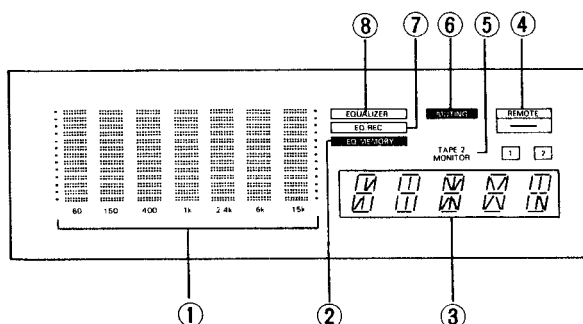 ⑧ ⑦ ⑥ ⑤ ④
EQUALIZER MUTING REMOTE
EQ REC
EQ MEMORY
TAPE 2
MONITOR
1 2
60 150 400 1k 2.4k 6k 15k
① ② ③